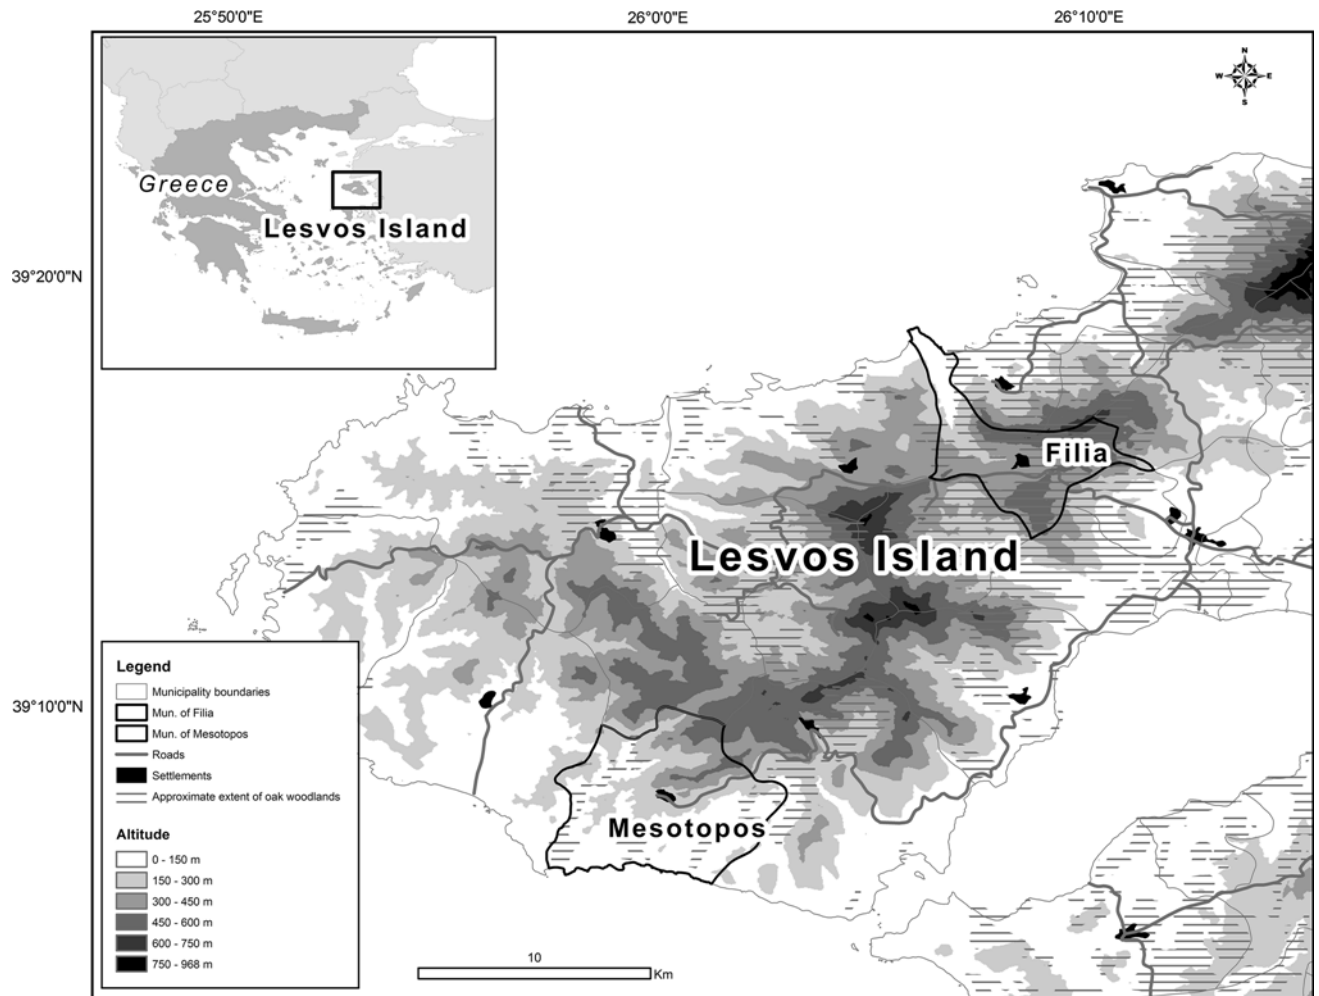 25°50'0"E
26°0'0"E
26°10'0"E
N
W
E
S
Greece
Lesvos Island
39°20'0"N
Filia
Lesvos Island
39°10'0"N
Mesotopos
Legend
Municipality boundaries
Mun. of Filia
Mun. of Mesotopos
Roads
Settlements
Approximate extent of oak woodlands
Altitude
0 - 150 m
150 - 300 m
300 - 450 m
450 - 600 m
600 - 750 m
750 - 968 m
10
Km